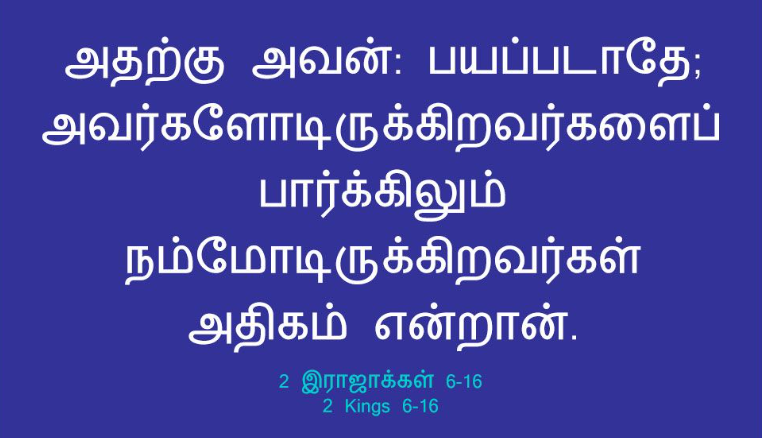 அதற்கு அவன்: பயப்படாதே;
அவர்களோடிருக்கிறவர்களைப்
பார்க்கிலும்
நம்மோடிருக்கிறவர்கள்
அதிகம் என்றான்.
2 இராஜாக்கள் 6-16
2 Kings 6-16